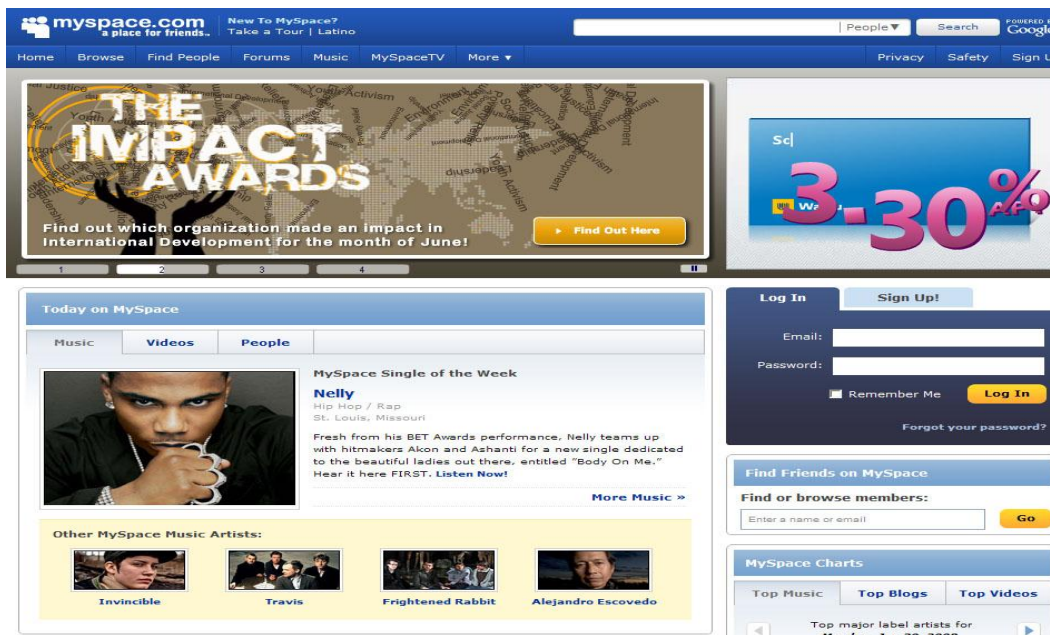 myspace.com
a place for friends..
New To MySpace?
Take a Tour | Latino
People▼
Search
POWERED
Google
Home Browse Find People Forums Music MySpaceTV More ▼
Privacy Safety Sign U
THE
IMPACT
AWARDS
Find out which organization made an impact in
International Development for the month of June!
Find Out Here
1 2 3 4
Sc
3.30%
APR
Today on MySpace
Music Videos People
MySpace Single of the Week
Nelly
Hip Hop / Rap
St. Louis, Missouri
Fresh from his BET Awards performance, Nelly teams up
with hitmakers Akon and Ashanti for a new single dedicated
to the beautiful ladies out there, entitled "Body On Me."
Hear it here FIRST. Listen Now!
More Music »
Other MySpace Music Artists:
Invincible
Travis
Frightened Rabbit
Alejandro Escovedo
Log In
Sign Up!
Email:
Password:
Remember Me
Log In
Forgot your password?
Find Friends on MySpace
Find or browse members:
Enter a name or email
Go
MySpace Charts
Top Music Top Blogs Top Videos
Top major label artists for